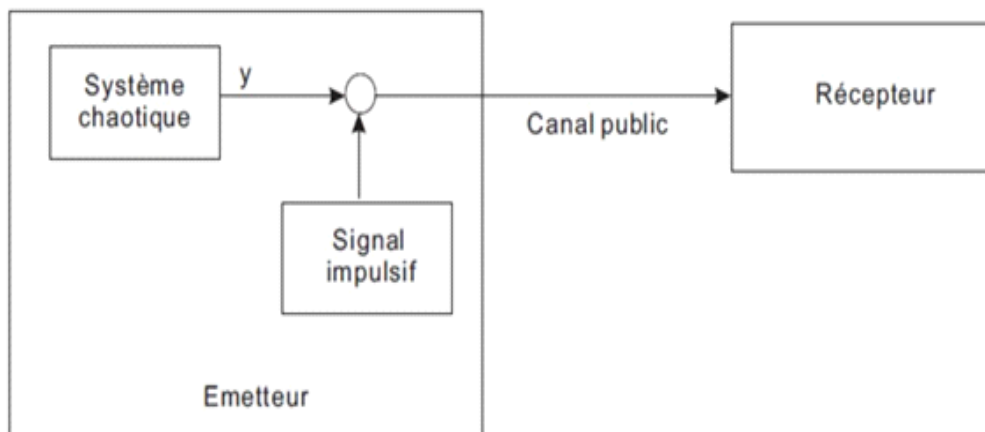 Système
chaotique
y
Canal public
Récepteur
Signal
impulsif
Emetteur